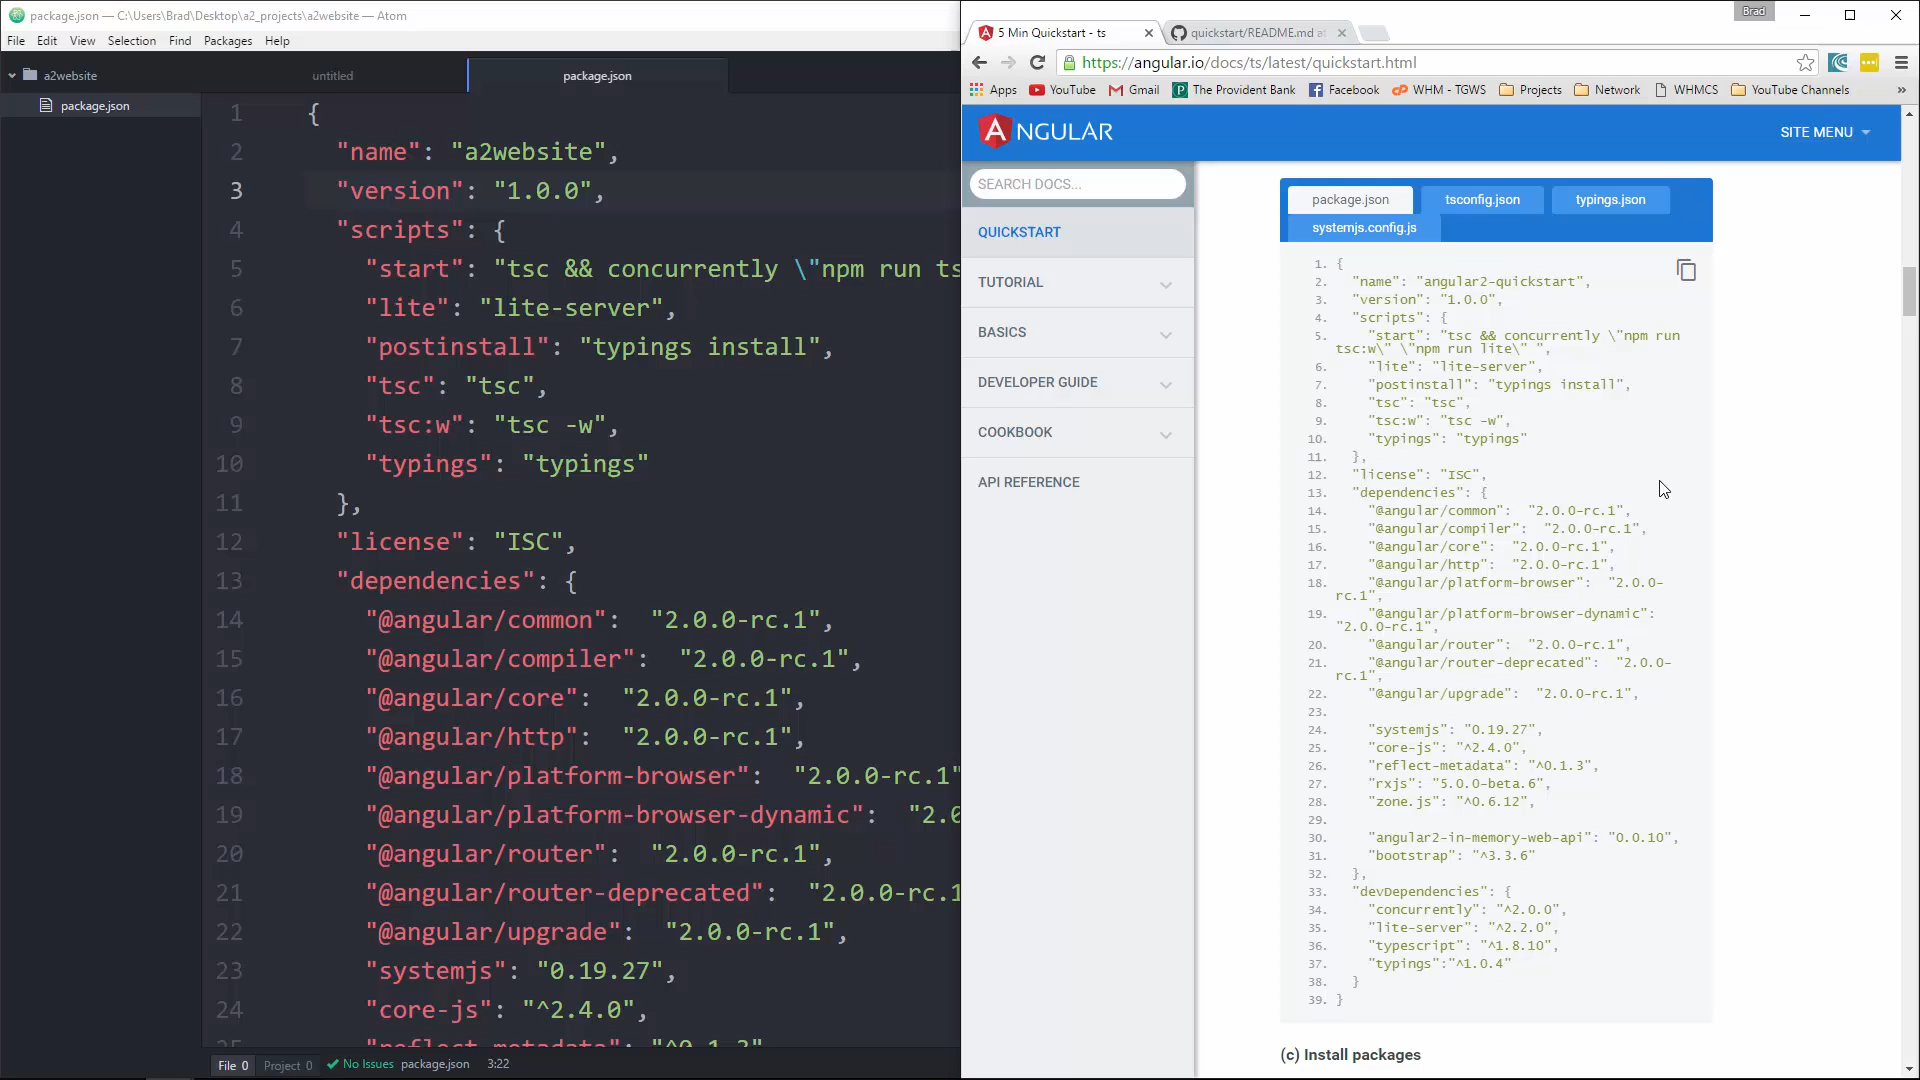 package.json — C:\Users\Brad\Desktop\a2_projects\a2website — Atom
File Edit View Selection Find Packages Help
a2website
package.json
untitled
package.json
1 {
2 "name": "a2website",
3 "version": "1.0.0",
4 "scripts": {
5 "start": "tsc && concurrently \"npm run ts
6 "lite": "lite-server",
7 "postinstall": "typings install",
8 "tsc": "tsc",
9 "tsc:w": "tsc -w",
10 "typings": "typings"
11 },
12 "license": "ISC",
13 "dependencies": {
14 "@angular/common": "2.0.0-rc.1",
15 "@angular/compiler": "2.0.0-rc.1",
16 "@angular/core": "2.0.0-rc.1",
17 "@angular/http": "2.0.0-rc.1",
18 "@angular/platform-browser": "2.0.0-rc.1"
19 "@angular/platform-browser-dynamic": "2.0
20 "@angular/router": "2.0.0-rc.1",
21 "@angular/router-deprecated": "2.0.0-rc.1
22 "@angular/upgrade": "2.0.0-rc.1",
23 "systemjs": "0.19.27",
24 "core-js": "^2.4.0",
25 "reflect-metadata": "^0.1.3"
File 0 Project 0 No Issues package.json 3:22
Brad
5 Min Quickstart - ts
quickstart/README.md at
https://angular.io/docs/ts/latest/quickstart.html
Apps YouTube Gmail The Provident Bank Facebook WHM - TGWS Projects Network WHMCS YouTube Channels »
ANGULAR
SITE MENU
SEARCH DOCS...
QUICKSTART
TUTORIAL
BASICS
DEVELOPER GUIDE
COOKBOOK
API REFERENCE
package.json tsconfig.json typings.json
systemjs.config.js
1. {
2. "name": "angular2-quickstart",
3. "version": "1.0.0",
4. "scripts": {
5. "start": "tsc && concurrently \"npm run
tsc:w\" \"npm run lite\" ",
6. "lite": "lite-server",
7. "postinstall": "typings install",
8. "tsc": "tsc",
9. "tsc:w": "tsc -w",
10. "typings": "typings"
11. },
12. "license": "ISC",
13. "dependencies": {
14. "@angular/common": "2.0.0-rc.1",
15. "@angular/compiler": "2.0.0-rc.1",
16. "@angular/core": "2.0.0-rc.1",
17. "@angular/http": "2.0.0-rc.1",
18. "@angular/platform-browser": "2.0.0-
rc.1",
19. "@angular/platform-browser-dynamic":
"2.0.0-rc.1",
20. "@angular/router": "2.0.0-rc.1",
21. "@angular/router-deprecated": "2.0.0-
rc.1",
22. "@angular/upgrade": "2.0.0-rc.1",
23.
24. "systemjs": "0.19.27",
25. "core-js": "^2.4.0",
26. "reflect-metadata": "^0.1.3",
27. "rxjs": "5.0.0-beta.6",
28. "zone.js": "^0.6.12",
29.
30. "angular2-in-memory-web-api": "0.0.10",
31. "bootstrap": "^3.3.6"
32. },
33. "devDependencies": {
34. "concurrently": "^2.0.0",
35. "lite-server": "^2.2.0",
36. "typescript": "^1.8.10",
37. "typings":"^1.0.4"
38. }
39. }
(c) Install packages